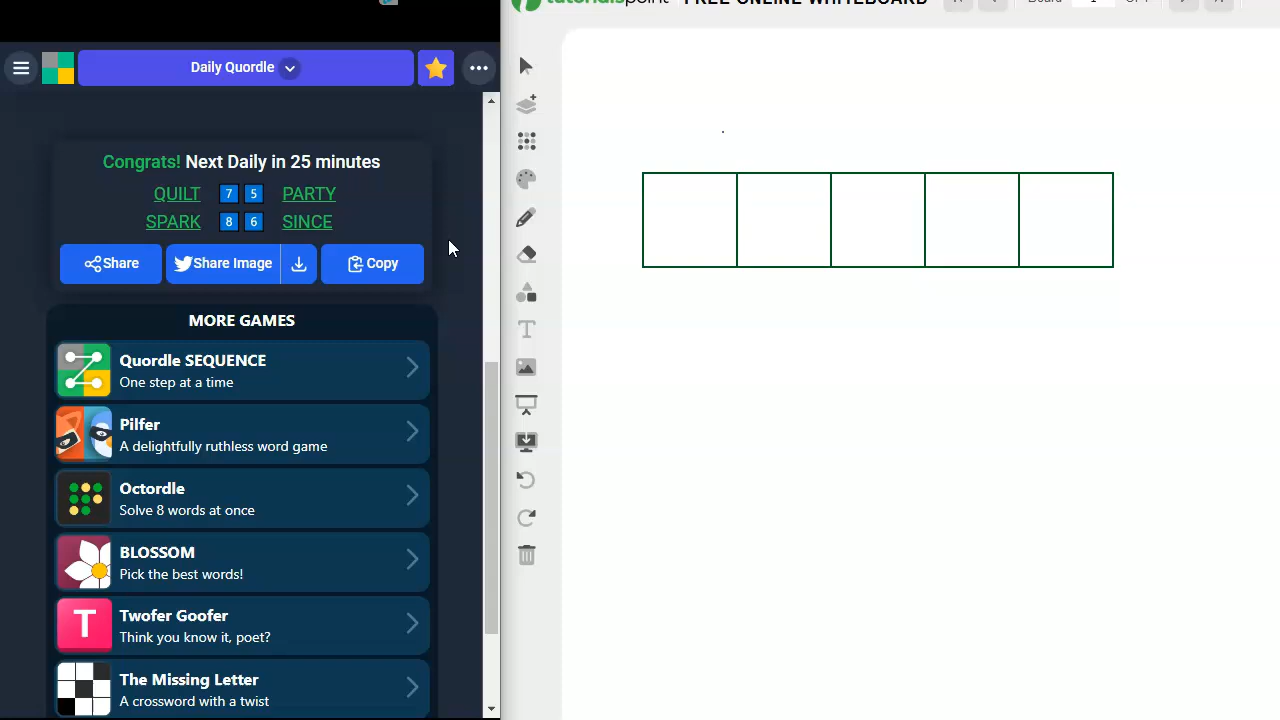 Daily Quordle
Congrats! Next Daily in 25 minutes
QUILT 7 5 PARTY
SPARK 8 6 SINCE
Share
Share Image
Copy
MORE GAMES
Quordle SEQUENCE
One step at a time
Pilfer
A delightfully ruthless word game
Octordle
Solve 8 words at once
BLOSSOM
Pick the best words!
Twofer Goofer
Think you know it, poet?
T
The Missing Letter
A crossword with a twist
tutorialspoint FREE ONLINE WHITEBOARD
Board 1
T